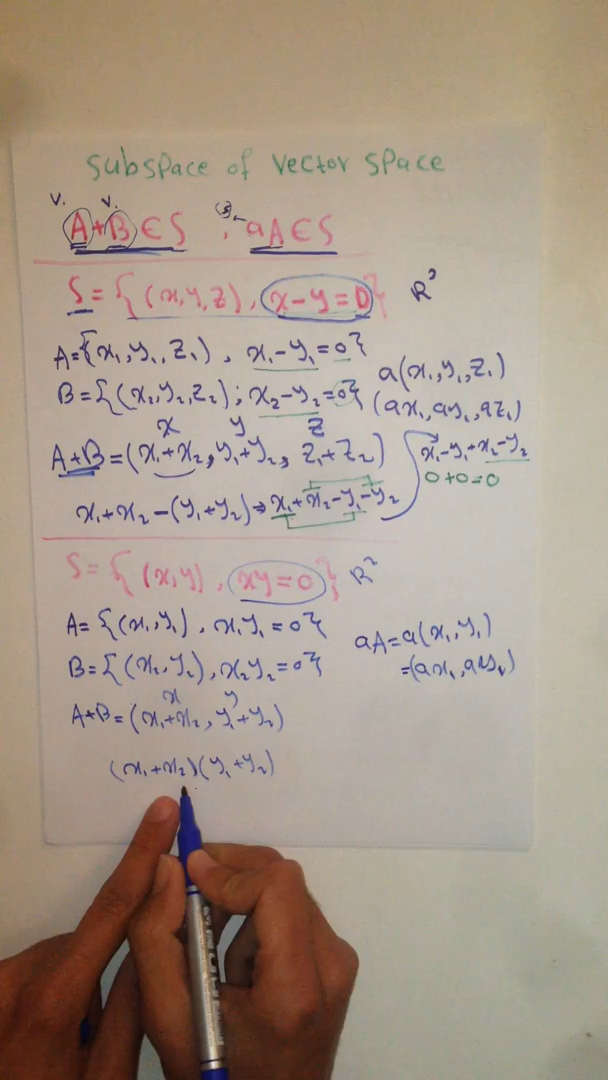 Subspace of vector space
V. V.
A+B∈S , (S)← aA∈S
S = {(x,y,z), x-y=0} R³
A={x₁,y₁,z₁), x₁-y₁=0}
B={(x₂,y₂,z₂); x₂-y₂=0}
a(x₁,y₁,z₁)
(ax₁,ay₁,az₁)
x y z
A+B=(x₁+x₂,y₁+y₂, z₁+z₂)
x₁-y₁+x₂-y₂
0+0=0
x₁+x₂-(y₁+y₂)⇒x₁+x₂-y₁-y₂
S={(x,y), xy=0} R²
A={(x₁,y₁), x₁y₁=0}
B={(x₂,y₂), x₂y₂=0}
aA=a(x₁,y₁)
=(ax₁,ay₁)
x y
A+B=(x₁+x₂,y₁+y₂)
(x₁+x₂)(y₁+y₂)